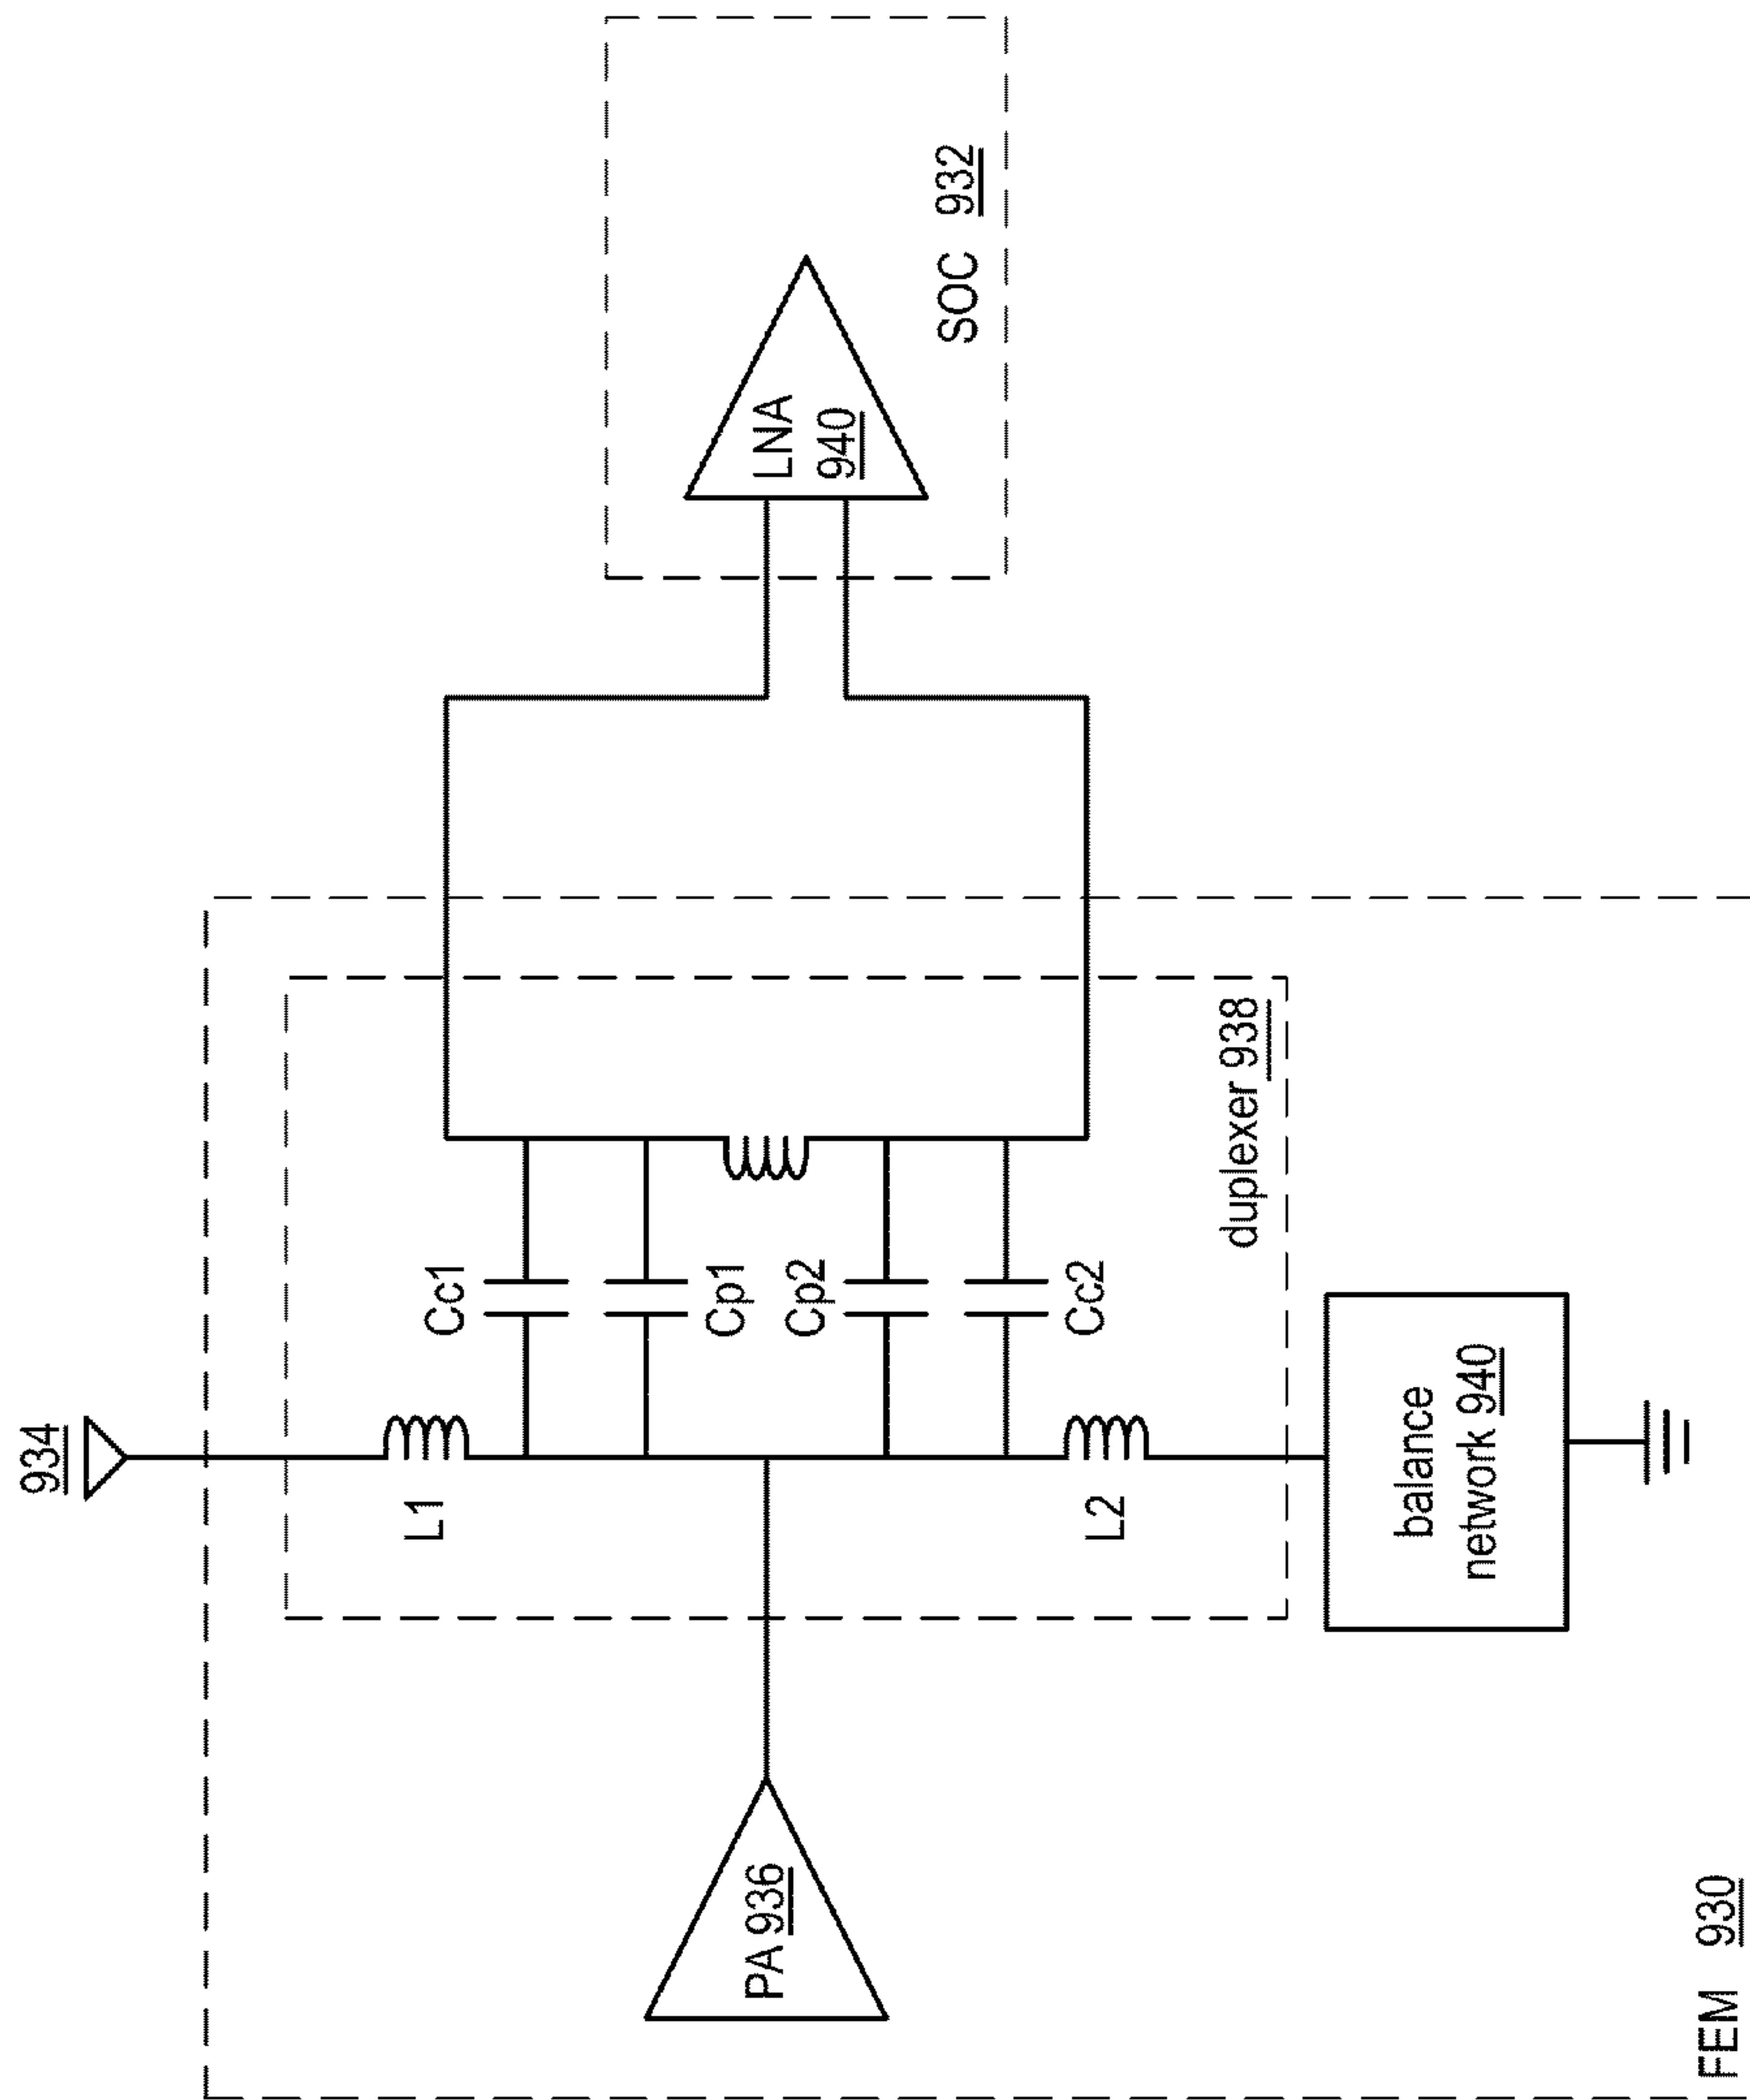 934
L1
Cc1
Cp1
Cp2
Cc2
L2
duplexer 938
PA 936
balance
network 940
LNA
940
SOC 932
FEM 930